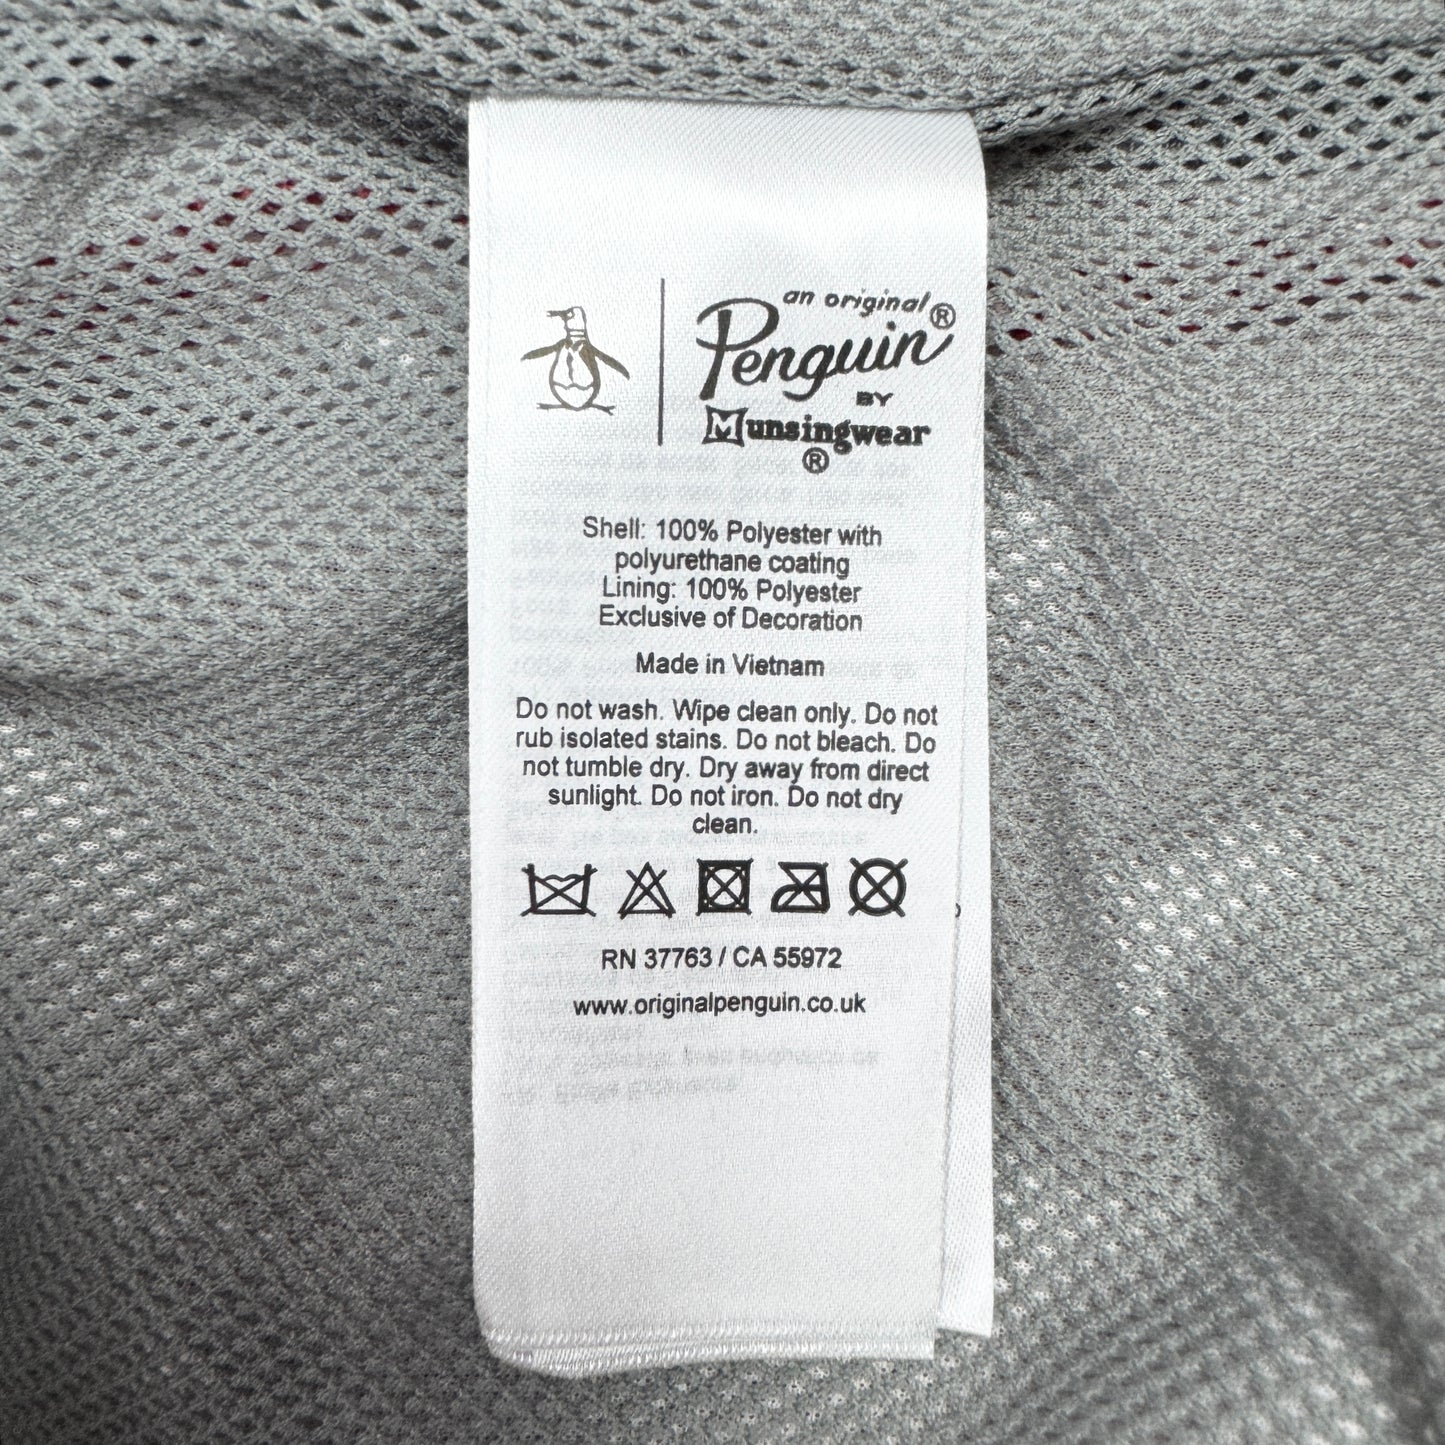 an original®
Penguin
BY
Munsingwear
®
Shell: 100% Polyester with
polyurethane coating
Lining: 100% Polyester
Exclusive of Decoration
Made in Vietnam
Do not wash. Wipe clean only. Do not
rub isolated stains. Do not bleach. Do
not tumble dry. Dry away from direct
sunlight. Do not iron. Do not dry
clean.
RN 37763 / CA 55972
www.originalpenguin.co.uk